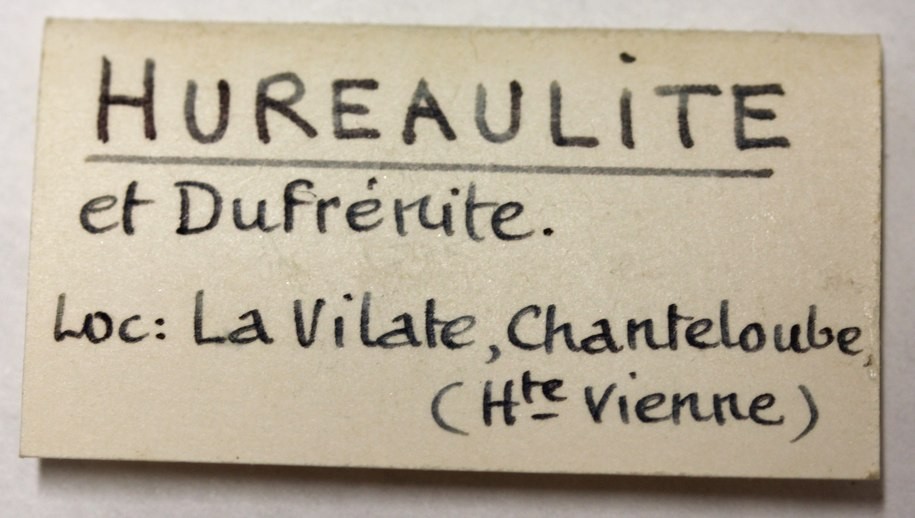 HUREAULiTE
et Dufrénite.
Loc: La Vilate, Chanteloube,
(Hte Vienne)